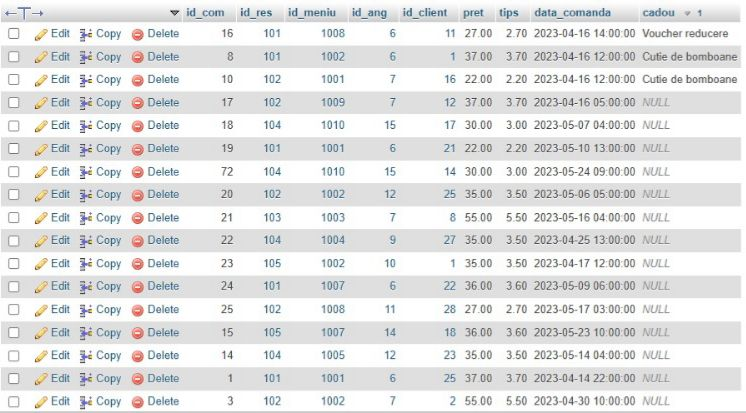 ←T→ ▼ id_com id_res id_meniu id_ang id_client pret tips data_comanda cadou ▼ 1
Edit Copy Delete 16 101 1008 6 11 27.00 2.70 2023-04-16 14:00:00 Voucher reducere
Edit Copy Delete 8 101 1002 6 1 37.00 3.70 2023-04-16 12:00:00 Cutie de bomboane
Edit Copy Delete 10 102 1001 7 16 22.00 2.20 2023-04-16 12:00:00 Cutie de bomboane
Edit Copy Delete 17 102 1009 7 12 37.00 3.70 2023-04-16 05:00:00 NULL
Edit Copy Delete 18 104 1010 15 17 30.00 3.00 2023-05-07 04:00:00 NULL
Edit Copy Delete 19 101 1001 6 21 22.00 2.20 2023-05-10 13:00:00 NULL
Edit Copy Delete 72 104 1010 15 14 30.00 3.00 2023-05-24 09:00:00 NULL
Edit Copy Delete 20 102 1002 12 25 35.00 3.50 2023-05-06 05:00:00 NULL
Edit Copy Delete 21 103 1003 7 8 55.00 5.50 2023-05-16 04:00:00 NULL
Edit Copy Delete 22 104 1004 9 27 35.00 3.50 2023-04-25 13:00:00 NULL
Edit Copy Delete 23 105 1002 10 1 35.00 3.50 2023-04-17 12:00:00 NULL
Edit Copy Delete 24 101 1007 6 22 36.00 3.60 2023-05-09 06:00:00 NULL
Edit Copy Delete 25 102 1008 11 28 27.00 2.70 2023-05-17 03:00:00 NULL
Edit Copy Delete 15 105 1007 14 18 36.00 3.60 2023-05-23 10:00:00 NULL
Edit Copy Delete 14 104 1005 12 23 35.00 3.50 2023-05-14 04:00:00 NULL
Edit Copy Delete 1 101 1001 6 25 37.00 3.70 2023-04-14 22:00:00 NULL
Edit Copy Delete 3 102 1002 7 2 55.00 5.50 2023-04-30 10:00:00 NULL